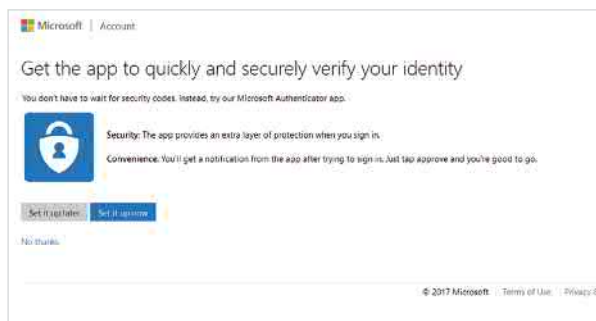 Microsoft | Account
Get the app to quickly and securely verify your identity
You don't have to wait for security codes. Instead, try our Microsoft Authenticator app.
Security: The app provides an extra layer of protection when you sign in.
Convenience: You'll get a notification from the app after trying to sign in. Just tap approve and you're good to go.
Set it up later Set it up now
No thanks
© 2017 Microsoft Terms of Use Privacy